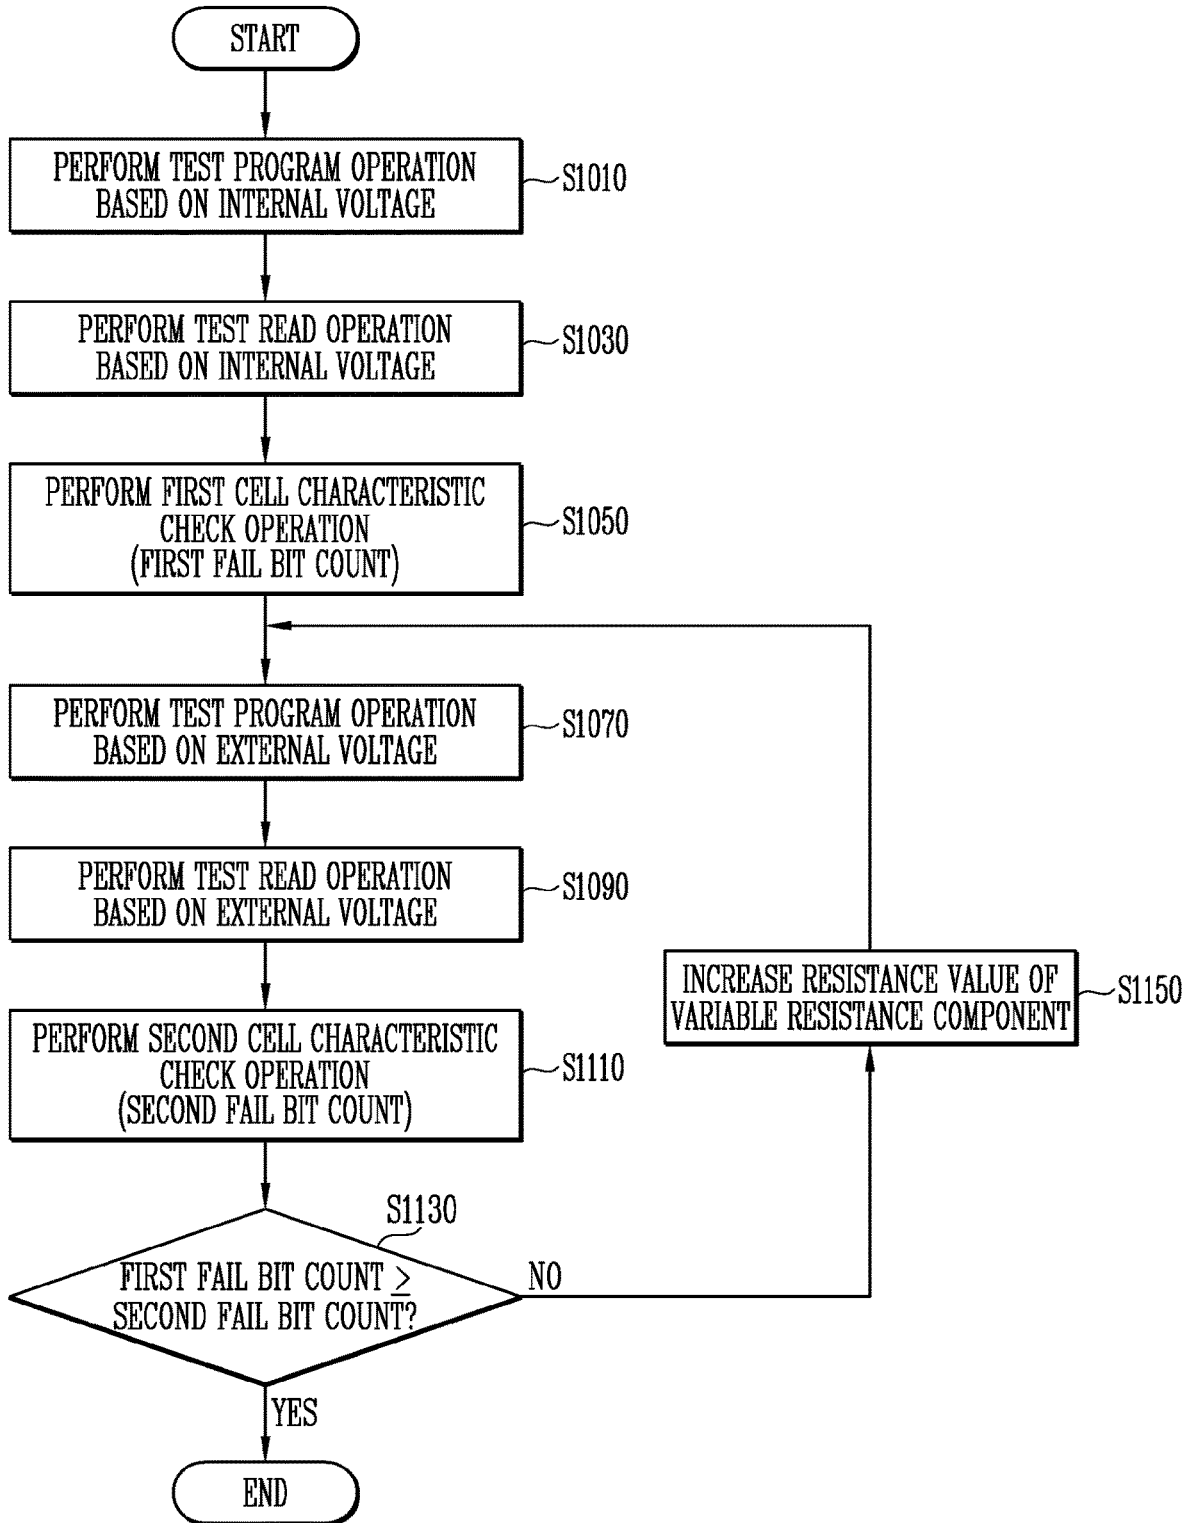 START
PERFORM TEST PROGRAM OPERATION
BASED ON INTERNAL VOLTAGE
S1010
PERFORM TEST READ OPERATION
BASED ON INTERNAL VOLTAGE
S1030
PERFORM FIRST CELL CHARACTERISTIC
CHECK OPERATION
(FIRST FAIL BIT COUNT)
S1050
PERFORM TEST PROGRAM OPERATION
BASED ON EXTERNAL VOLTAGE
S1070
PERFORM TEST READ OPERATION
BASED ON EXTERNAL VOLTAGE
S1090
INCREASE RESISTANCE VALUE OF
VARIABLE RESISTANCE COMPONENT
S1150
PERFORM SECOND CELL CHARACTERISTIC
CHECK OPERATION
(SECOND FAIL BIT COUNT)
S1110
S1130
FIRST FAIL BIT COUNT ≥
SECOND FAIL BIT COUNT?
NO
YES
END